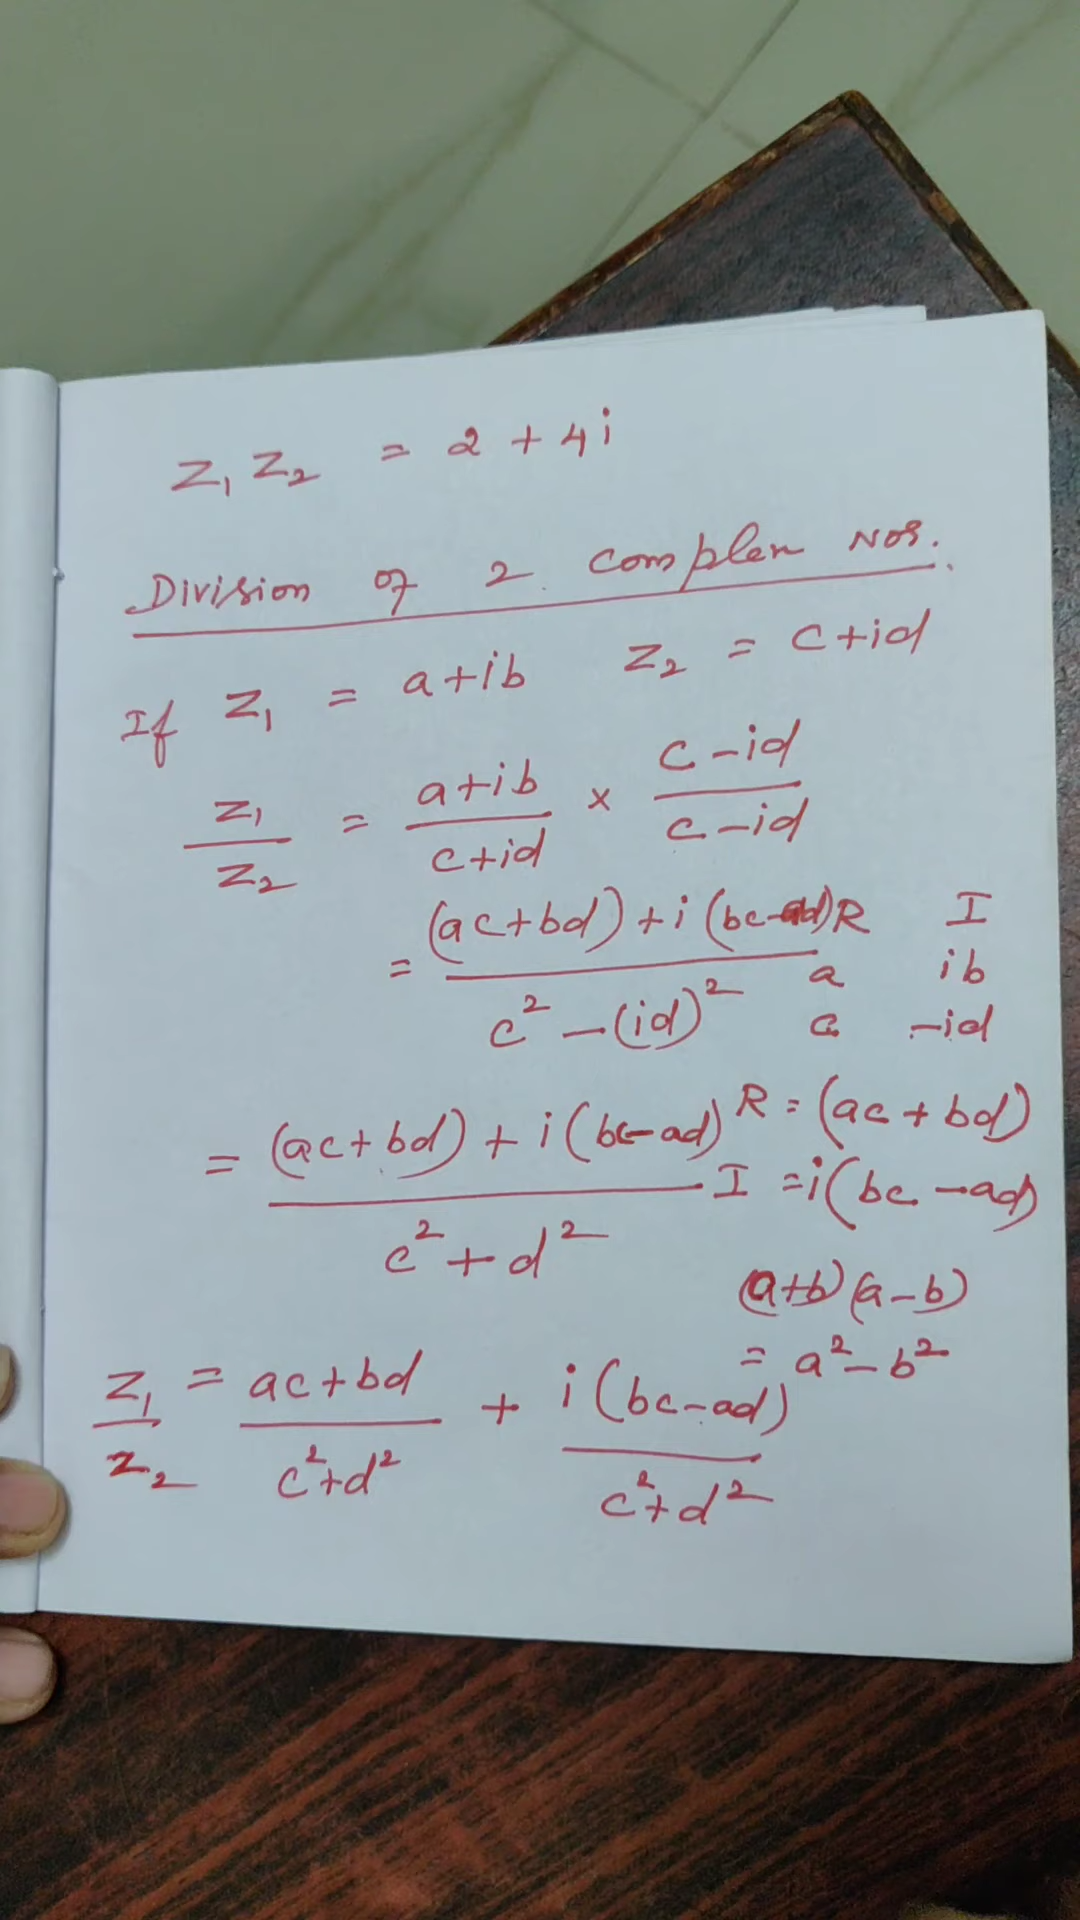 Z₁ Z₂ = 2 + 4i
Division of 2 complex Nos.
If Z₁ = a+ib Z₂ = c+id
Z₁/Z₂ = (a+ib)/(c+id) × (c-id)/(c-id)
= ((ac+bd)+i(bc-ad))/(c²-(id)²)
R I
a ib
c -id
= ((ac+bd)+i(bc-ad))/(c²+d²)
R = (ac+bd)
I = i(bc-ad)
(a+b)(a-b)
= a²-b²
Z₁/Z₂ = (ac+bd)/(c²+d²) + i(bc-ad)/(c²+d²)